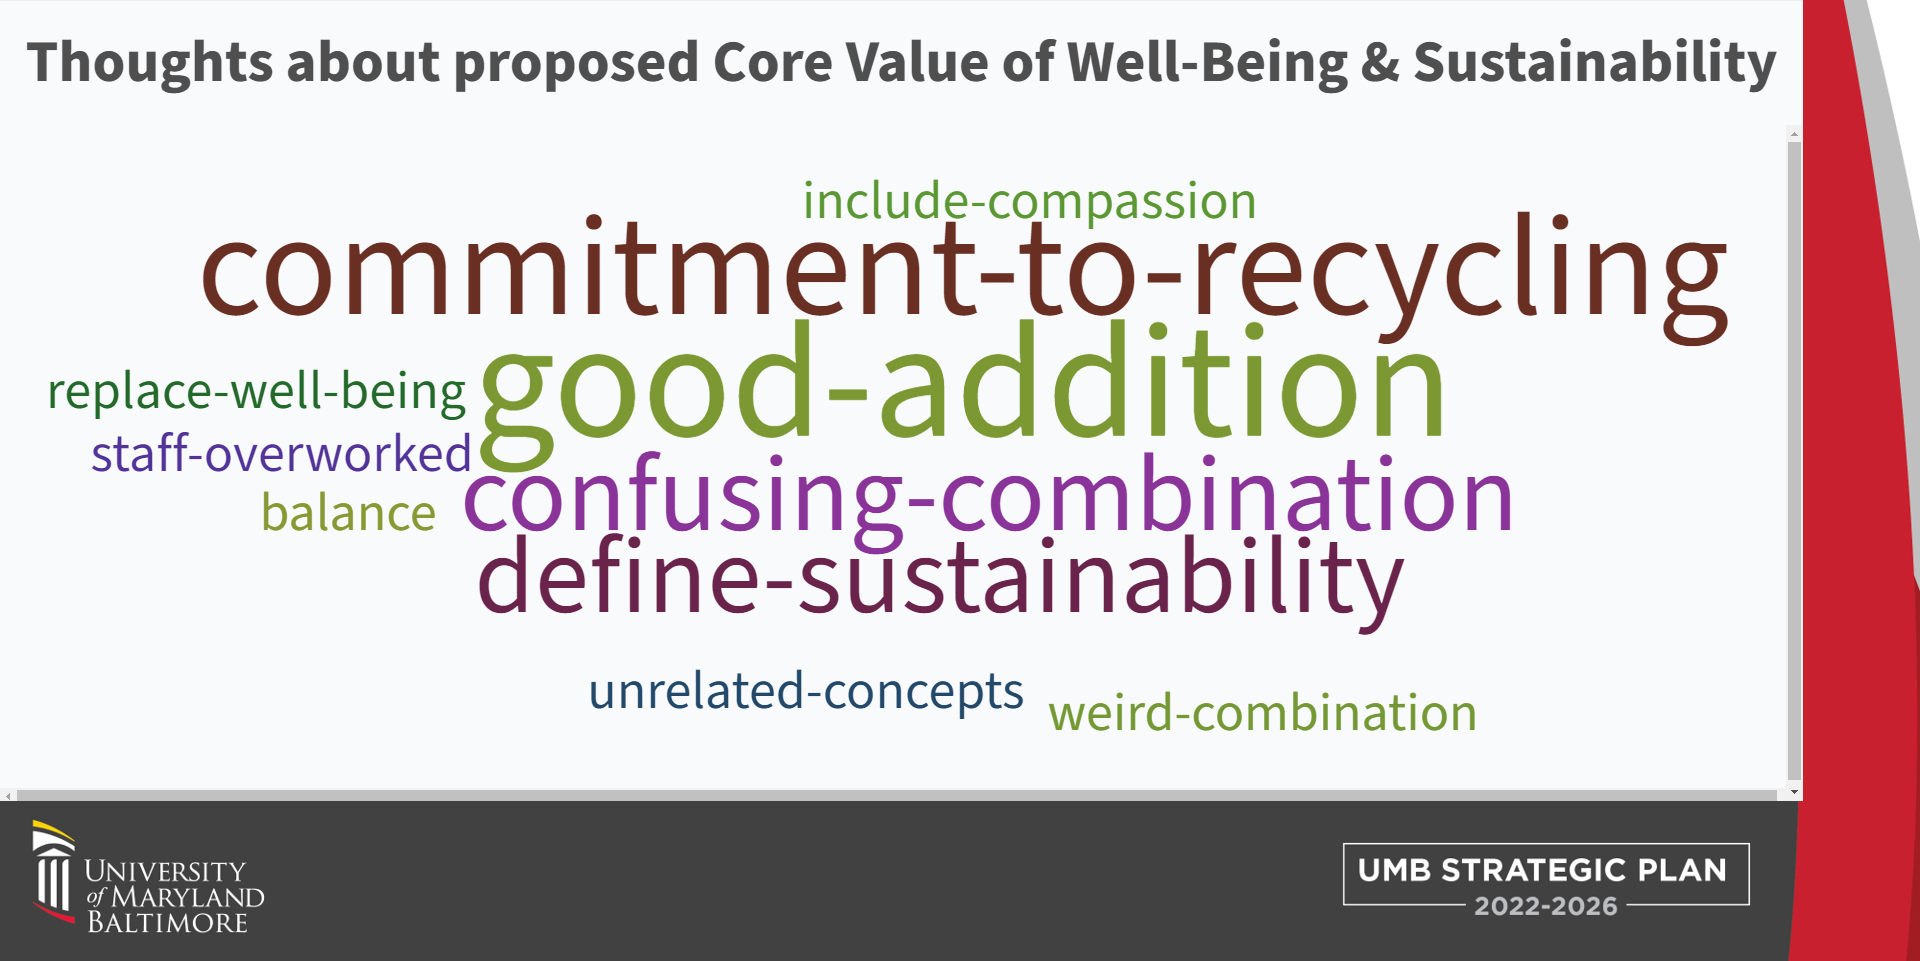 Thoughts about proposed Core Value of Well-Being & Sustainability
include-compassion
commitment-to-recycling
good-addition
replace-well-being
staff-overworked
confusing-combination
balance
define-sustainability
unrelated-concepts
weird-combination
UNIVERSITY
of MARYLAND
BALTIMORE
UMB STRATEGIC PLAN
2022-2026